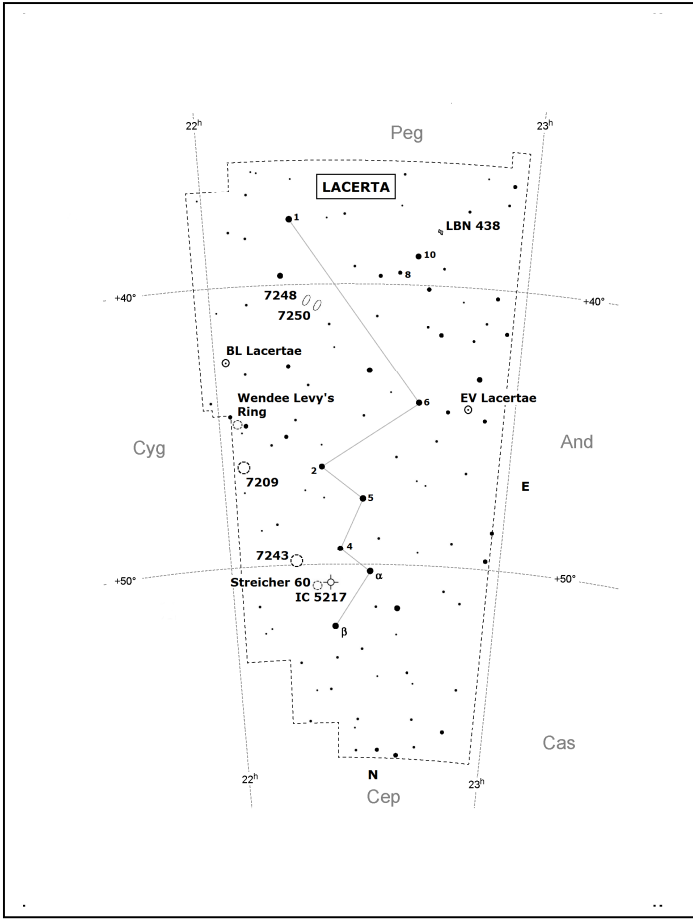 22h
23h
Peg
LACERTA
1
LBN 438
10
8
+40°
7248
7250
+40°
BL Lacertae
6
EV Lacertae
Wendee Levy's
Ring
Cyg
And
2
7209
5
E
7243
4
α
+50°
Streicher 60
IC 5217
+50°
β
Cas
22h
N
23h
Cep